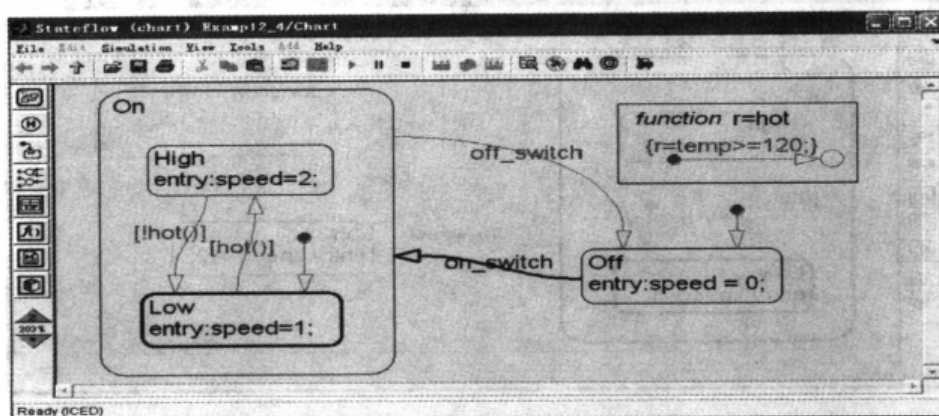 Stateflow (chart) Examp12_4/Chart
File Edit Simulation View Tools Add Help
On
function r=hot
{r=temp>=120;}
off_switch
High
entry:speed=2;
[!hot()]
[hot()]
on_switch
Off
entry:speed = 0;
Low
entry:speed=1;
203%
Ready (ICED)